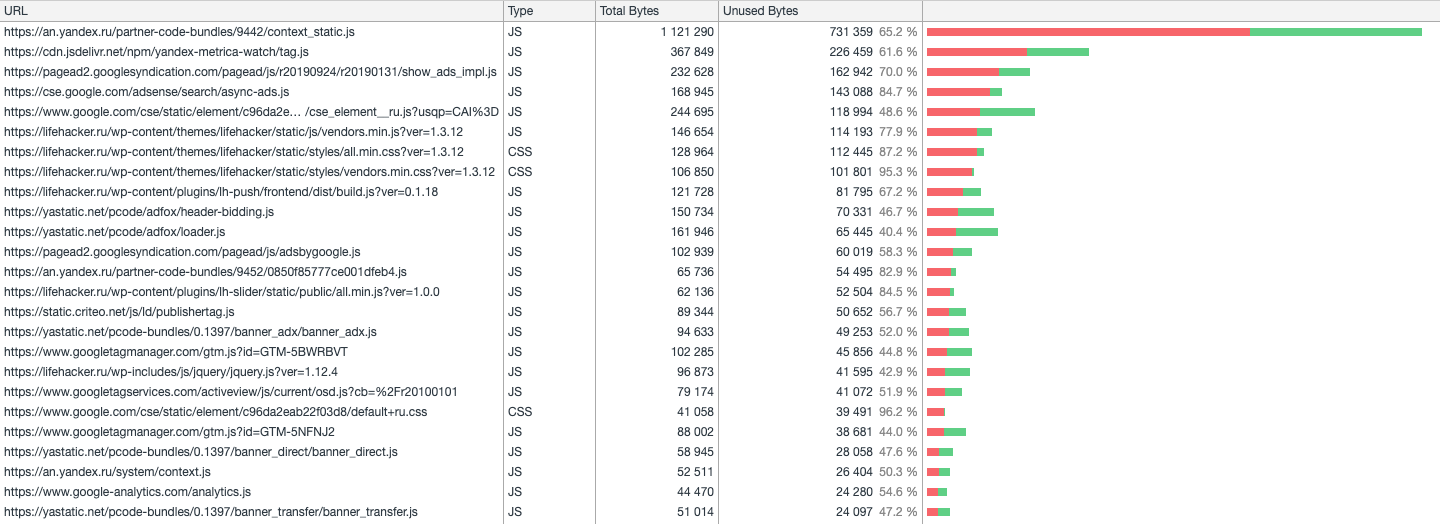 URL Type Total Bytes Unused Bytes
https://an.yandex.ru/partner-code-bundles/9442/context_static.js JS 1 121 290 731 359 65.2 %
https://cdn.jsdelivr.net/npm/yandex-metrica-watch/tag.js JS 367 849 226 459 61.6 %
https://pagead2.googlesyndication.com/pagead/js/r20190924/r20190131/show_ads_impl.js JS 232 628 162 942 70.0 %
https://cse.google.com/adsense/search/async-ads.js JS 168 945 143 088 84.7 %
https://www.google.com/cse/static/element/c96da2e… /cse_element__ru.js?usqp=CAI%3D JS 244 695 118 994 48.6 %
https://lifehacker.ru/wp-content/themes/lifehacker/static/js/vendors.min.js?ver=1.3.12 JS 146 654 114 193 77.9 %
https://lifehacker.ru/wp-content/themes/lifehacker/static/styles/all.min.css?ver=1.3.12 CSS 128 964 112 445 87.2 %
https://lifehacker.ru/wp-content/themes/lifehacker/static/styles/vendors.min.css?ver=1.3.12 CSS 106 850 101 801 95.3 %
https://lifehacker.ru/wp-content/plugins/lh-push/frontend/dist/build.js?ver=0.1.18 JS 121 728 81 795 67.2 %
https://yastatic.net/pcode/adfox/header-bidding.js JS 150 734 70 331 46.7 %
https://yastatic.net/pcode/adfox/loader.js JS 161 946 65 445 40.4 %
https://pagead2.googlesyndication.com/pagead/js/adsbygoogle.js JS 102 939 60 019 58.3 %
https://an.yandex.ru/partner-code-bundles/9452/0850f85777ce001dfeb4.js JS 65 736 54 495 82.9 %
https://lifehacker.ru/wp-content/plugins/lh-slider/static/public/all.min.js?ver=1.0.0 JS 62 136 52 504 84.5 %
https://static.criteo.net/js/ld/publishertag.js JS 89 344 50 652 56.7 %
https://yastatic.net/pcode-bundles/0.1397/banner_adx/banner_adx.js JS 94 633 49 253 52.0 %
https://www.googletagmanager.com/gtm.js?id=GTM-5BWRBVT JS 102 285 45 856 44.8 %
https://lifehacker.ru/wp-includes/js/jquery/jquery.js?ver=1.12.4 JS 96 873 41 595 42.9 %
https://www.googletagservices.com/activeview/js/current/osd.js?cb=%2Fr20100101 JS 79 174 41 072 51.9 %
https://www.google.com/cse/static/element/c96da2eab22f03d8/default+ru.css CSS 41 058 39 491 96.2 %
https://www.googletagmanager.com/gtm.js?id=GTM-5NFNJ2 JS 88 002 38 681 44.0 %
https://yastatic.net/pcode-bundles/0.1397/banner_direct/banner_direct.js JS 58 945 28 058 47.6 %
https://an.yandex.ru/system/context.js JS 52 511 26 404 50.3 %
https://www.google-analytics.com/analytics.js JS 44 470 24 280 54.6 %
https://yastatic.net/pcode-bundles/0.1397/banner_transfer/banner_transfer.js JS 51 014 24 097 47.2 %